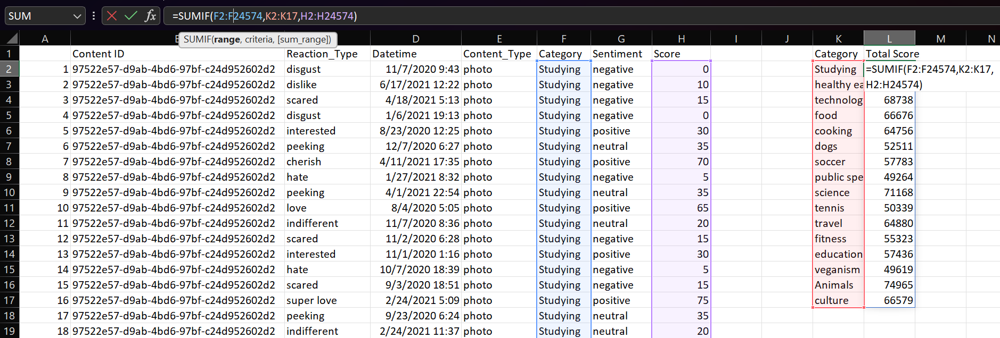 SUM fx =SUMIF(F2:F24574,K2:K17,H2:H24574)
SUMIF(range, criteria, [sum_range])
A B D E F G H I J K L M N
1 Content ID Reaction_Type Datetime Content_Type Category Sentiment Score Category Total Score
2 1 97522e57-d9ab-4bd6-97bf-c24d952602d2 disgust 11/7/2020 9:43 photo Studying negative 0 Studying =SUMIF(F2:F24574,K2:K17,
3 2 97522e57-d9ab-4bd6-97bf-c24d952602d2 dislike 6/17/2021 12:22 photo Studying negative 10 healthy ea H2:H24574)
4 3 97522e57-d9ab-4bd6-97bf-c24d952602d2 scared 4/18/2021 5:13 photo Studying negative 15 technolog 68738
5 4 97522e57-d9ab-4bd6-97bf-c24d952602d2 disgust 1/6/2021 19:13 photo Studying negative 0 food 66676
6 5 97522e57-d9ab-4bd6-97bf-c24d952602d2 interested 8/23/2020 12:25 photo Studying positive 30 cooking 64756
7 6 97522e57-d9ab-4bd6-97bf-c24d952602d2 peeking 12/7/2020 6:27 photo Studying neutral 35 dogs 52511
8 7 97522e57-d9ab-4bd6-97bf-c24d952602d2 cherish 4/11/2021 17:35 photo Studying positive 70 soccer 57783
9 8 97522e57-d9ab-4bd6-97bf-c24d952602d2 hate 1/27/2021 8:32 photo Studying negative 5 public spe 49264
10 9 97522e57-d9ab-4bd6-97bf-c24d952602d2 peeking 4/1/2021 22:54 photo Studying neutral 35 science 71168
11 10 97522e57-d9ab-4bd6-97bf-c24d952602d2 love 8/4/2020 5:05 photo Studying positive 65 tennis 50339
12 11 97522e57-d9ab-4bd6-97bf-c24d952602d2 indifferent 11/7/2020 8:36 photo Studying neutral 20 travel 64880
13 12 97522e57-d9ab-4bd6-97bf-c24d952602d2 scared 11/2/2020 6:28 photo Studying negative 15 fitness 55323
14 13 97522e57-d9ab-4bd6-97bf-c24d952602d2 interested 11/1/2020 1:16 photo Studying positive 30 education 57436
15 14 97522e57-d9ab-4bd6-97bf-c24d952602d2 hate 10/7/2020 18:39 photo Studying negative 5 veganism 49619
16 15 97522e57-d9ab-4bd6-97bf-c24d952602d2 scared 9/3/2020 18:51 photo Studying negative 15 Animals 74965
17 16 97522e57-d9ab-4bd6-97bf-c24d952602d2 super love 2/24/2021 5:09 photo Studying positive 75 culture 66579
18 17 97522e57-d9ab-4bd6-97bf-c24d952602d2 peeking 9/23/2020 6:24 photo Studying neutral 35
19 18 97522e57-d9ab-4bd6-97bf-c24d952602d2 indifferent 2/24/2021 11:37 photo Studying neutral 20